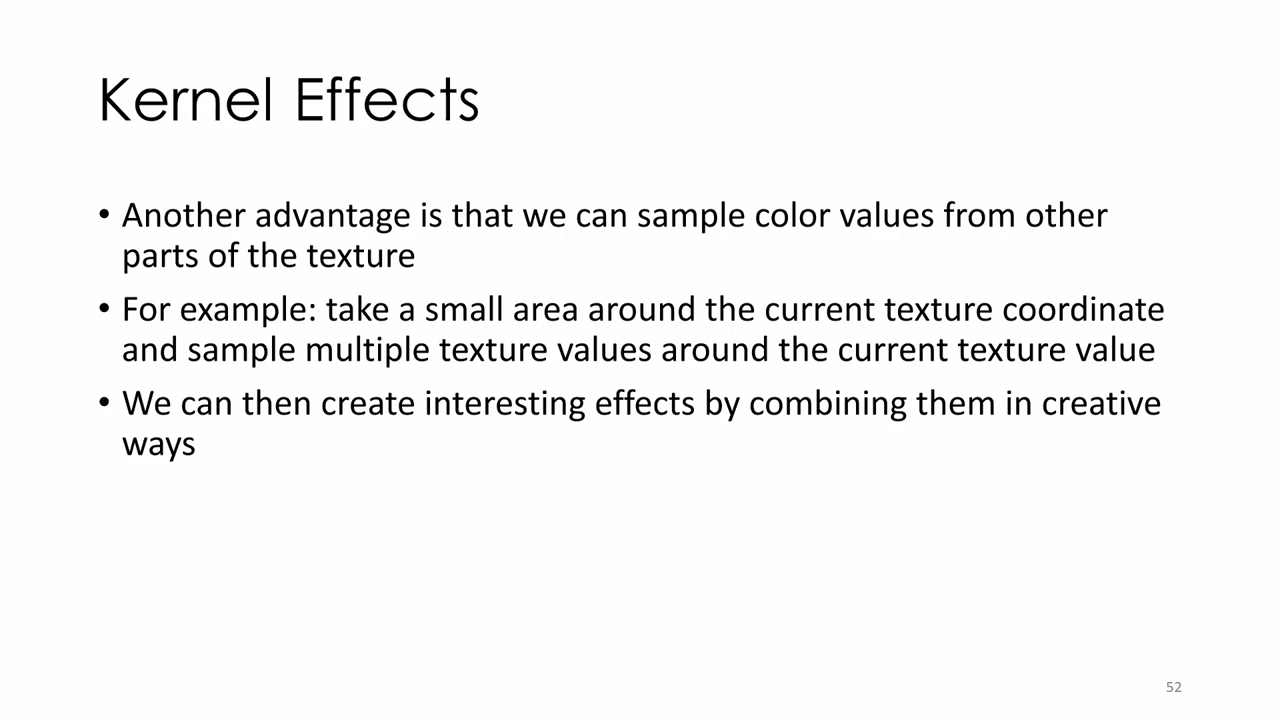 Kernel Effects
• Another advantage is that we can sample color values from other
parts of the texture
• For example: take a small area around the current texture coordinate
and sample multiple texture values around the current texture value
• We can then create interesting effects by combining them in creative
ways
52